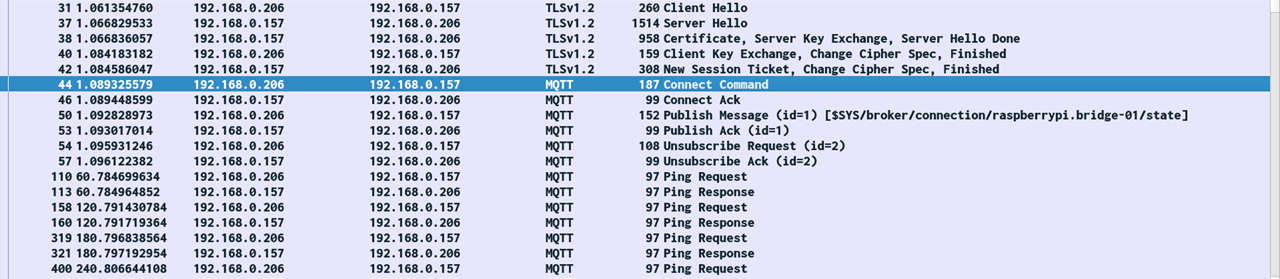 31 1.061354760 192.168.0.206 192.168.0.157 TLSv1.2 260 Client Hello
37 1.066829533 192.168.0.157 192.168.0.206 TLSv1.2 1514 Server Hello
38 1.066836057 192.168.0.157 192.168.0.206 TLSv1.2 958 Certificate, Server Key Exchange, Server Hello Done
40 1.084183182 192.168.0.206 192.168.0.157 TLSv1.2 159 Client Key Exchange, Change Cipher Spec, Finished
42 1.084586047 192.168.0.157 192.168.0.206 TLSv1.2 308 New Session Ticket, Change Cipher Spec, Finished
44 1.089325579 192.168.0.206 192.168.0.157 MQTT 187 Connect Command
46 1.089448599 192.168.0.157 192.168.0.206 MQTT 99 Connect Ack
50 1.092828973 192.168.0.206 192.168.0.157 MQTT 152 Publish Message (id=1) [$SYS/broker/connection/raspberrypi.bridge-01/state]
53 1.093017014 192.168.0.157 192.168.0.206 MQTT 99 Publish Ack (id=1)
54 1.095931246 192.168.0.206 192.168.0.157 MQTT 108 Unsubscribe Request (id=2)
57 1.096122382 192.168.0.157 192.168.0.206 MQTT 99 Unsubscribe Ack (id=2)
110 60.784699634 192.168.0.206 192.168.0.157 MQTT 97 Ping Request
113 60.784964852 192.168.0.157 192.168.0.206 MQTT 97 Ping Response
158 120.791430784 192.168.0.206 192.168.0.157 MQTT 97 Ping Request
160 120.791719364 192.168.0.157 192.168.0.206 MQTT 97 Ping Response
319 180.796838564 192.168.0.206 192.168.0.157 MQTT 97 Ping Request
321 180.797192954 192.168.0.157 192.168.0.206 MQTT 97 Ping Response
400 240.806644108 192.168.0.206 192.168.0.157 MQTT 97 Ping Request